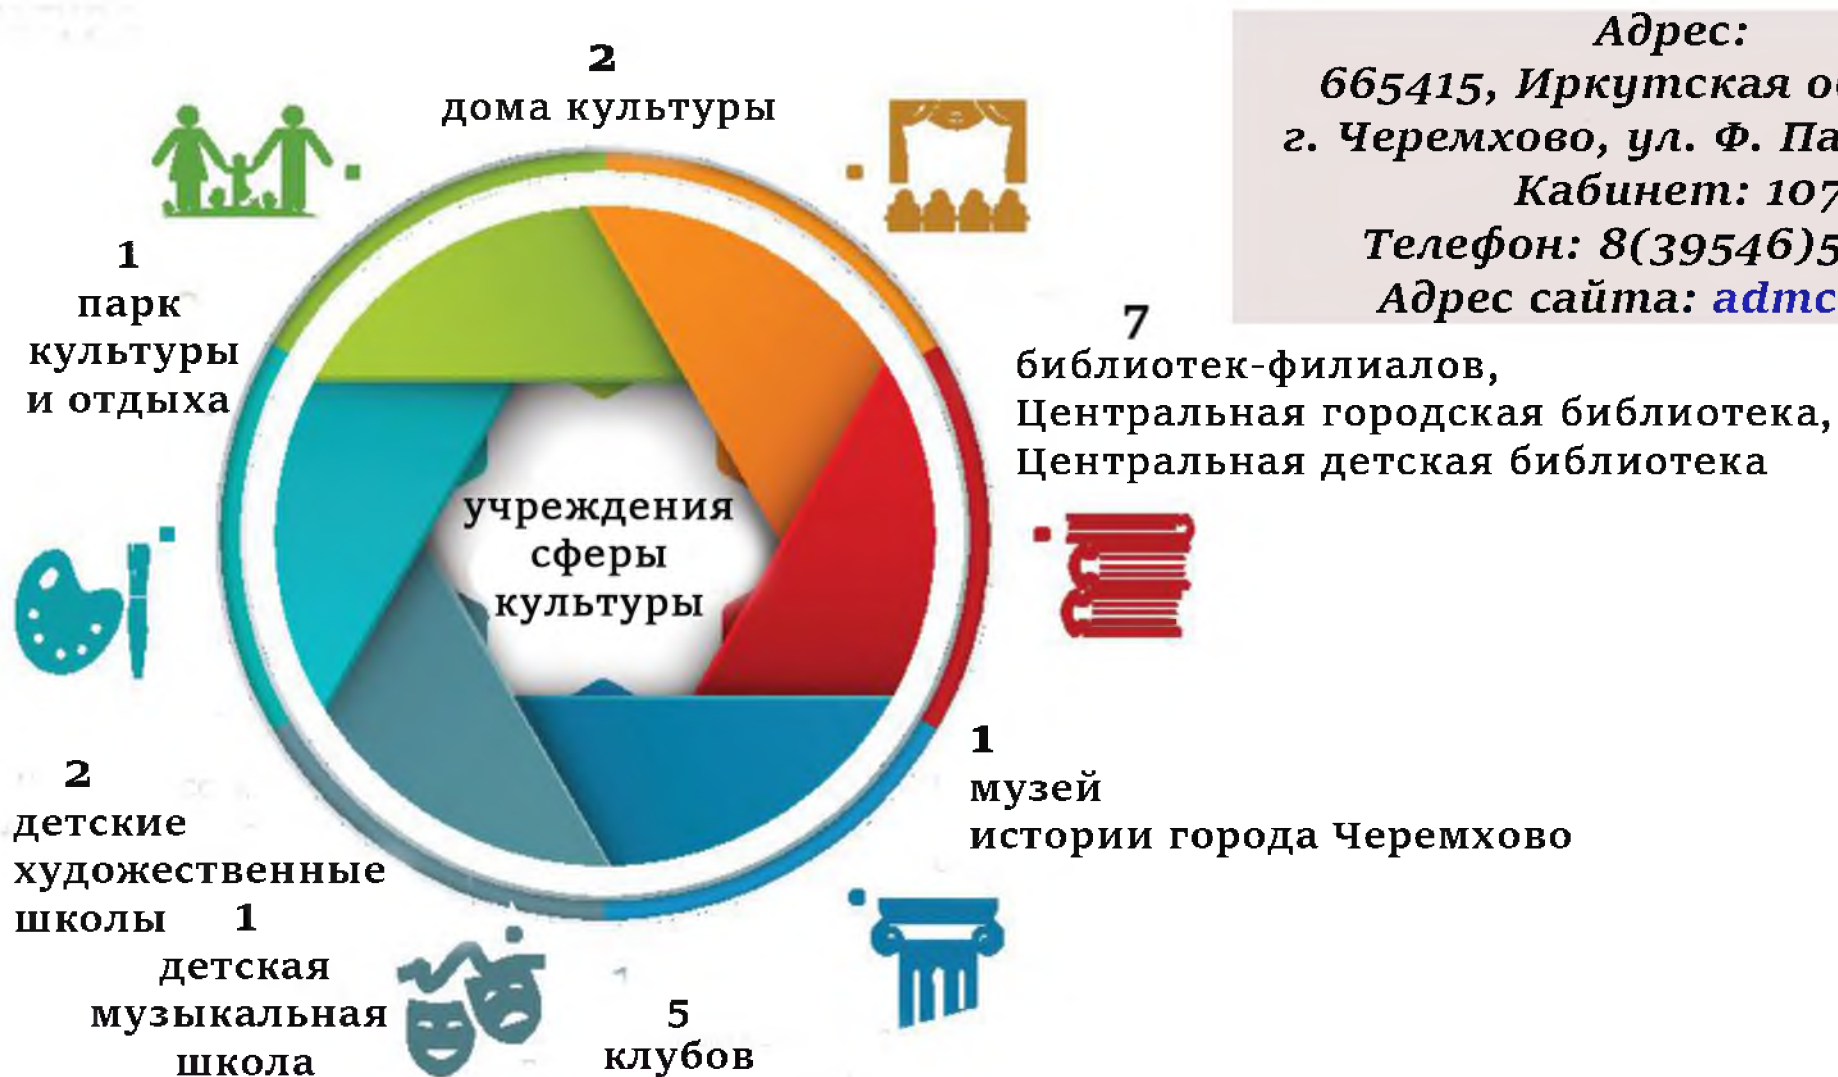 2
дома культуры
Адрес:
665415, Иркутская
г. Черемхово, ул. Ф.
Кабинет: 107
Телефон: 8(39546)5
Адрес сайта:
1
парк
культуры
и отдыха
7
библиотек-филиалов,
Центральная городская библиотека,
Центральная детская библиотека
учреждения
сферы
культуры
1
музей
истории города Черемхово
2
детские
художественные
школы
1
детская
музыкальная
школа
5
клубов